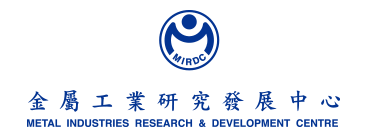 MIRDC
金屬工業研究發展中心
METAL INDUSTRIES RESEARCH & DEVELOPMENT CENTRE